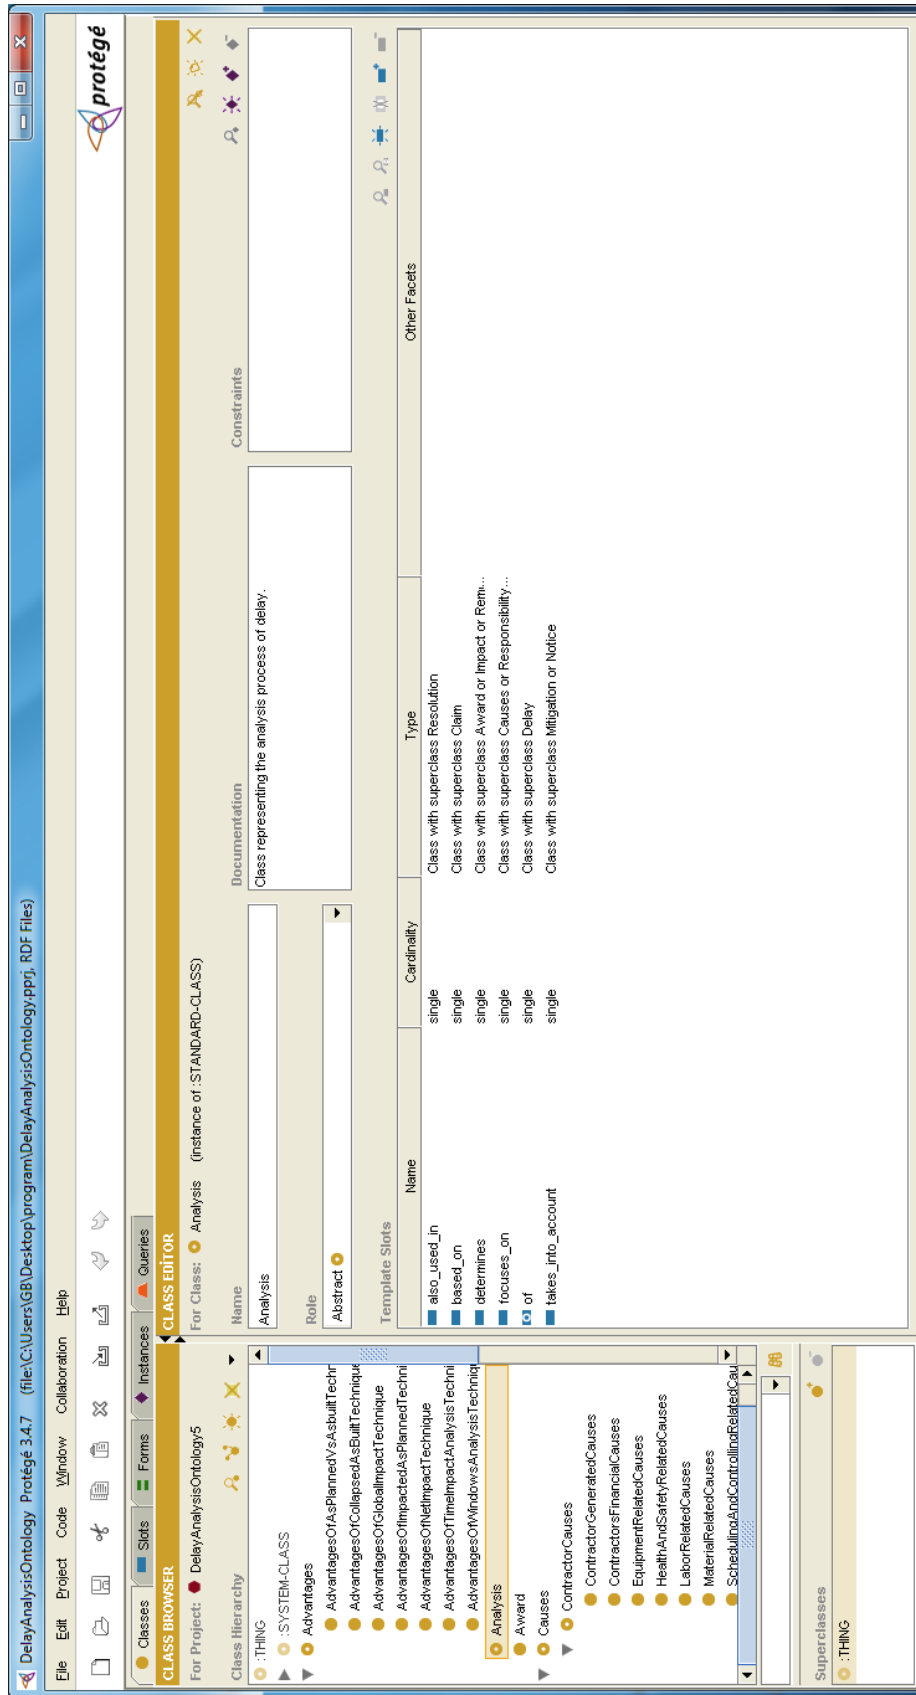 DelayAnalysisOntology Protégé 3.4.7 (file:\C:\Users\GB\Desktop\program\DelayAnalysisOntology.pprj, RDF Files)
File Edit Project Code Window Collaboration Help
protégé
Classes Slots Forms Instances Queries
CLASS BROWSER
For Project: DelayAnalysisOntology5
Class Hierarchy
:THING
:SYSTEM-CLASS
Advantages
AdvantagesOfAsPlannedVsAsbuiltTechr
AdvantagesOfCollapsedAsBuiltTechnique
AdvantagesOfGlobalImpactTechnique
AdvantagesOfImpactedAsPlannedTechni
AdvantagesOfNetImpactTechnique
AdvantagesOfTimeImpactAnalysisTechni
AdvantagesOfWindowsAnalysisTechniqu
Analysis
Award
Causes
ContractorCauses
ContractorGeneratedCauses
ContractorsFinancialCauses
EquipmentRelatedCauses
HealthAndSafetyRelatedCauses
LaborRelatedCauses
MaterialRelatedCauses
SchedulingAndControllingRelatedCau
Superclasses
:THING
CLASS EDİTOR
For Class: Analysis (instance of :STANDARD-CLASS)
Name
Analysis
Role
Abstract
Documentation
Class representing the analysis process of delay.
Constraints
Template Slots
Name Cardinality Type Other Facets
also_used_in single Class with superclass Resolution
based_on single Class with superclass Claim
determines single Class with superclass Award or Impact or Remi...
focuses_on single Class with superclass Causes or Responsibility...
of single Class with superclass Delay
takes_into_account single Class with superclass Mitigation or Notice